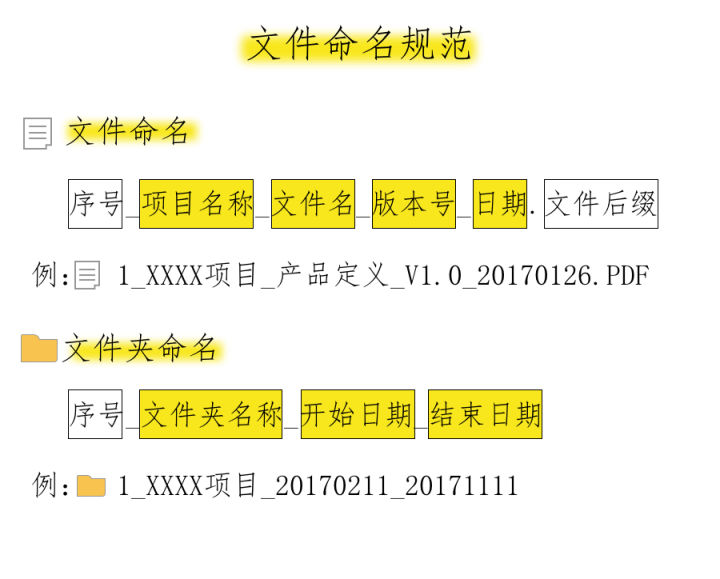 文件命名规范
文件命名
序号_项目名称_文件名_版本号_日期.文件后缀
例:1_XXXX项目_产品定义_V1.0_20170126.PDF
文件夹命名
序号_文件夹名称_开始日期_结束日期
例:1_XXXX项目_20170211_20171111